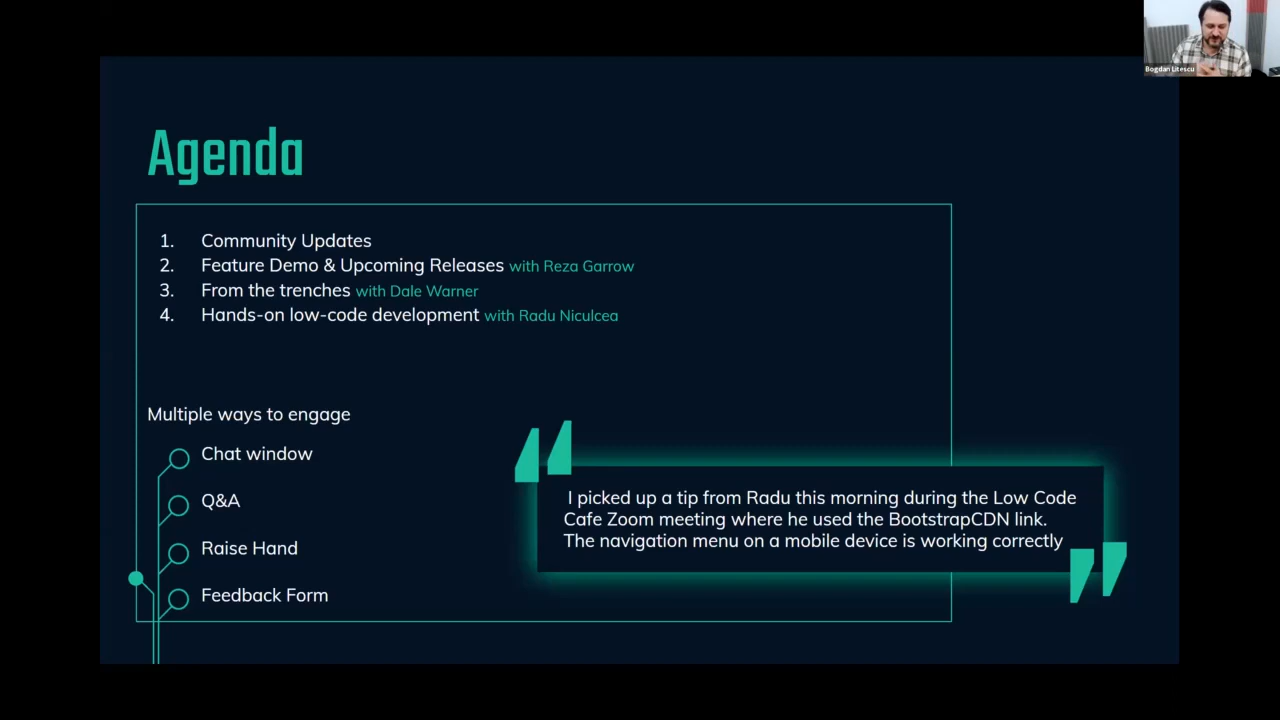 Bogdan Litescu
Agenda
1. Community Updates
2. Feature Demo & Upcoming Releases with Reza Garrow
3. From the trenches with Dale Warner
4. Hands-on low-code development with Radu Niculcea
Multiple ways to engage
Chat window
Q&A
Raise Hand
Feedback Form
I picked up a tip from Radu this morning during the Low Code
Cafe Zoom meeting where he used the BootstrapCDN link.
The navigation menu on a mobile device is working correctly